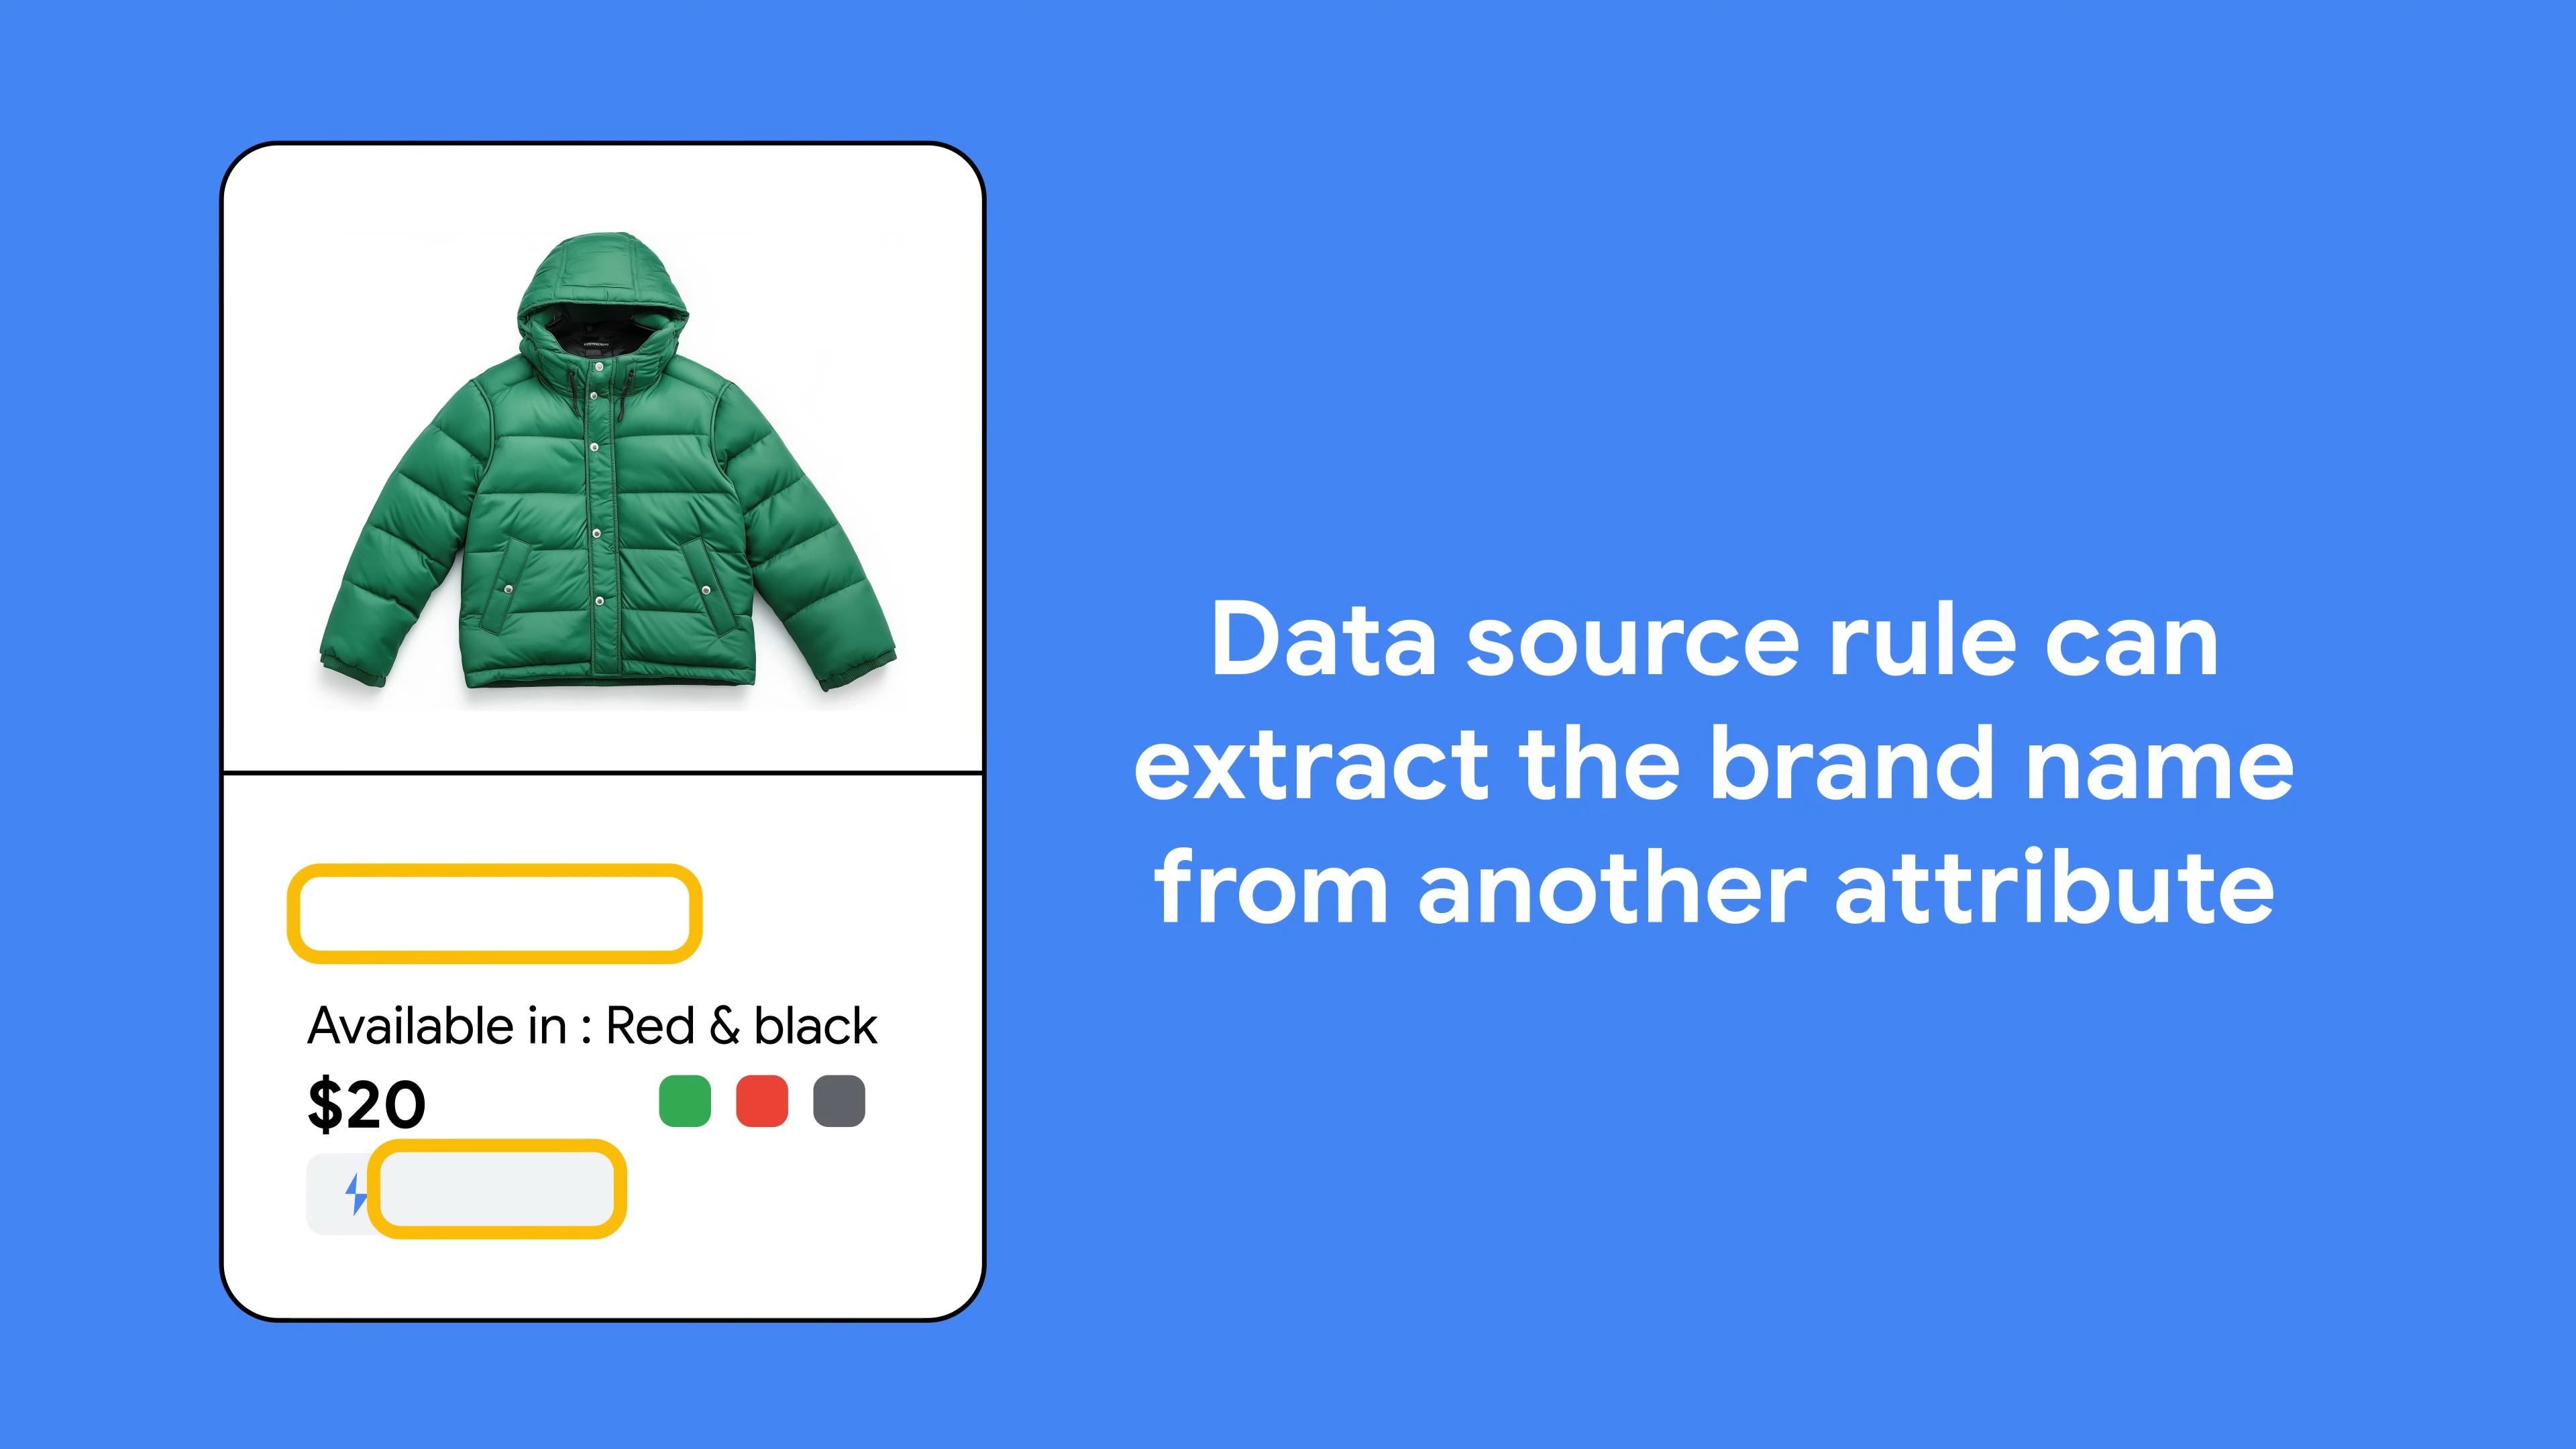 Available in : Red & black
$20
Data source rule can
extract the brand name
from another attribute